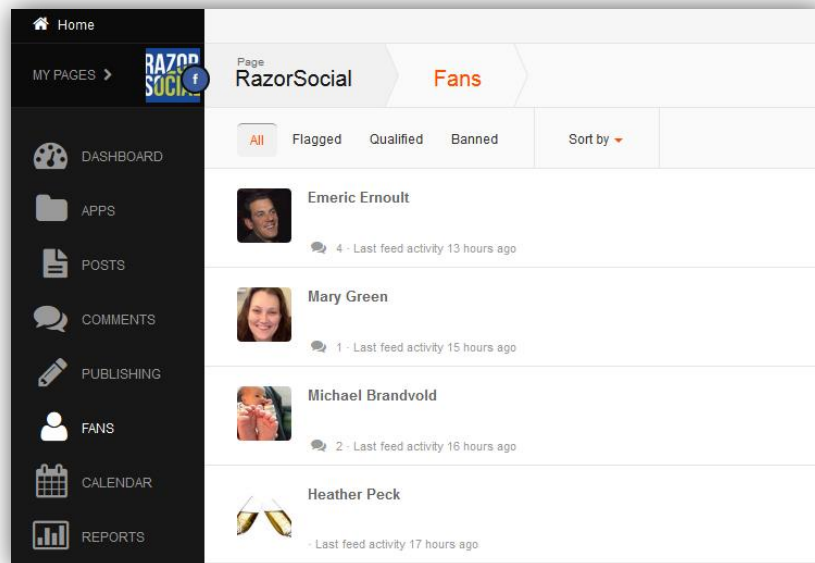 Home
MY PAGES
RAZOR
SOCIAL
f
DASHBOARD
APPS
POSTS
COMMENTS
PUBLISHING
FANS
CALENDAR
REPORTS
Page
RazorSocial
Fans
All Flagged Qualified Banned Sort by
Emeric Ernoult
4 · Last feed activity 13 hours ago
Mary Green
1 · Last feed activity 15 hours ago
Michael Brandvold
2 · Last feed activity 16 hours ago
Heather Peck
· Last feed activity 17 hours ago